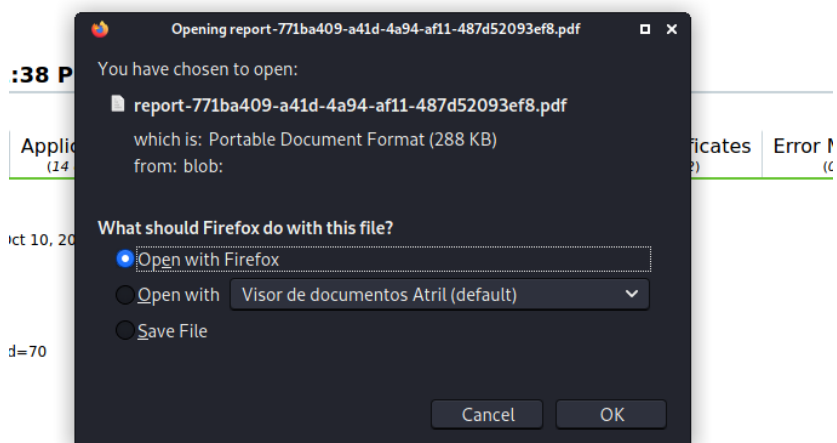 Opening report-771ba409-a41d-4a94-af11-487d52093ef8.pdf
:38 P
You have chosen to open:
report-771ba409-a41d-4a94-af11-487d52093ef8.pdf
which is: Portable Document Format (288 KB)
from: blob:
Applic
(14
ficates
Error M
What should Firefox do with this file?
ct 10, 20
Open with Firefox
Open with Visor de documentos Atril (default)
Save File
d=70
Cancel OK